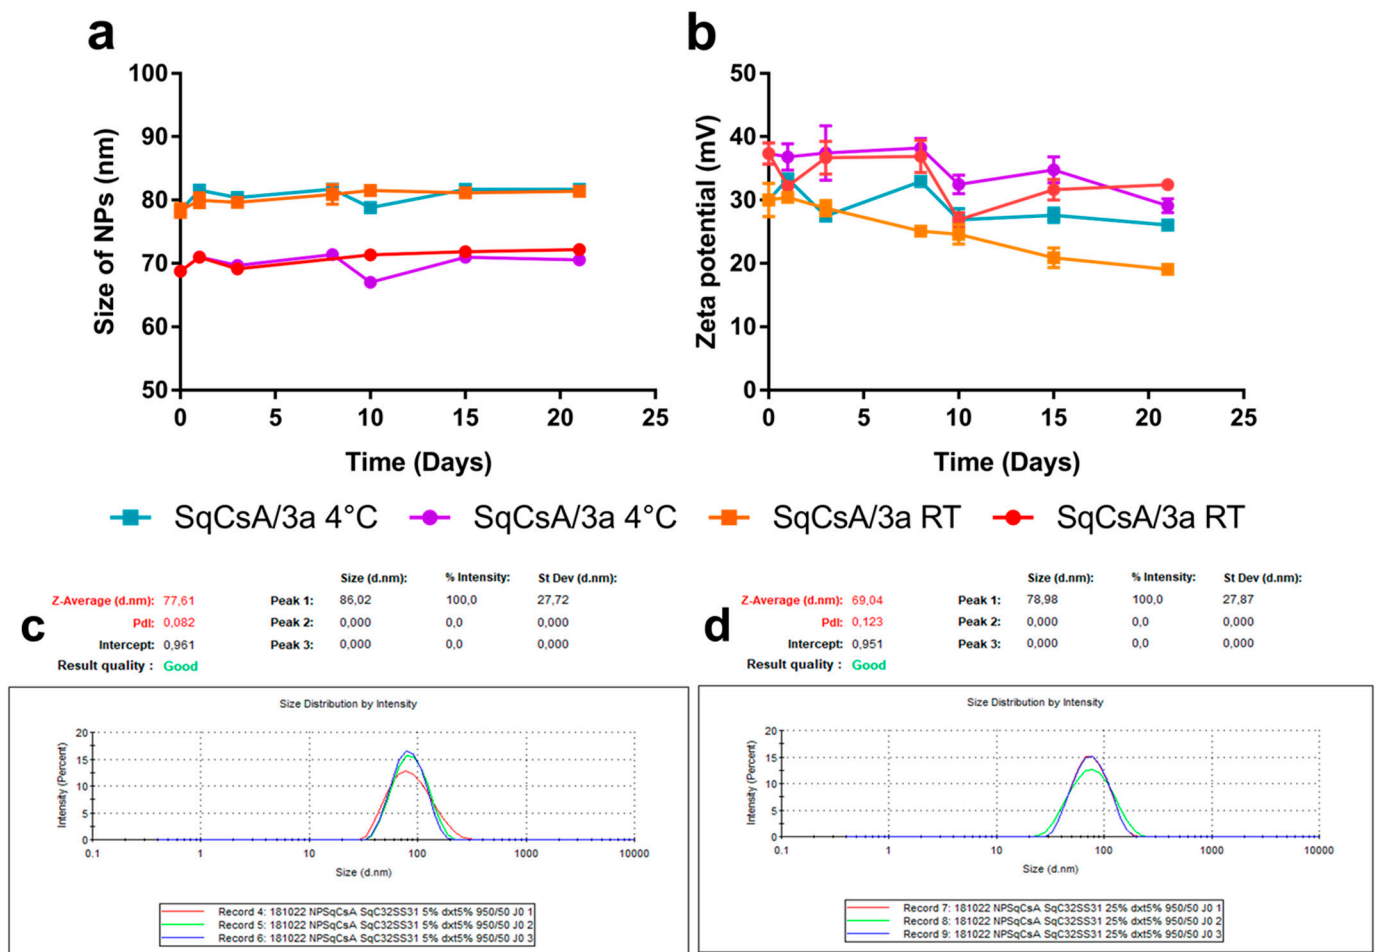 a
100
90
80
70
60
50
Size of NPs (nm)
0 5 10 15 20 25
Time (Days)
b
50
40
30
20
10
0
Zeta potential (mV)
0 5 10 15 20 25
Time (Days)
SqCsA/3a 4°C SqCsA/3a 4°C SqCsA/3a RT SqCsA/3a RT
c
Size (d.nm): % Intensity: St Dev (d.nm):
Z-Average (d.nm): 77,61 Peak 1: 86,02 100,0 27,72
PdI: 0,082 Peak 2: 0,000 0,0 0,000
Intercept: 0,961 Peak 3: 0,000 0,0 0,000
Result quality : Good
Size Distribution by Intensity
20
15
10
5
0
Intensity (Percent)
0.1 1 10 100 1000 10000
Size (d.nm)
Record 4: 181022 NPSqCsA SqC32SS31 5% dxt5% 950/50 J0 1
Record 5: 181022 NPSqCsA SqC32SS31 5% dxt5% 950/50 J0 2
Record 6: 181022 NPSqCsA SqC32SS31 5% dxt5% 950/50 J0 3
d
Size (d.nm): % Intensity: St Dev (d.nm):
Z-Average (d.nm): 69,04 Peak 1: 78,98 100,0 27,87
PdI: 0,123 Peak 2: 0,000 0,0 0,000
Intercept: 0,951 Peak 3: 0,000 0,0 0,000
Result quality : Good
Size Distribution by Intensity
20
15
10
5
0
Intensity (Percent)
0.1 1 10 100 1000 10000
Size (d.nm)
Record 7: 181022 NPSqCsA SqC32SS31 25% dxt5% 950/50 J0 1
Record 8: 181022 NPSqCsA SqC32SS31 25% dxt5% 950/50 J0 2
Record 9: 181022 NPSqCsA SqC32SS31 25% dxt5% 950/50 J0 3